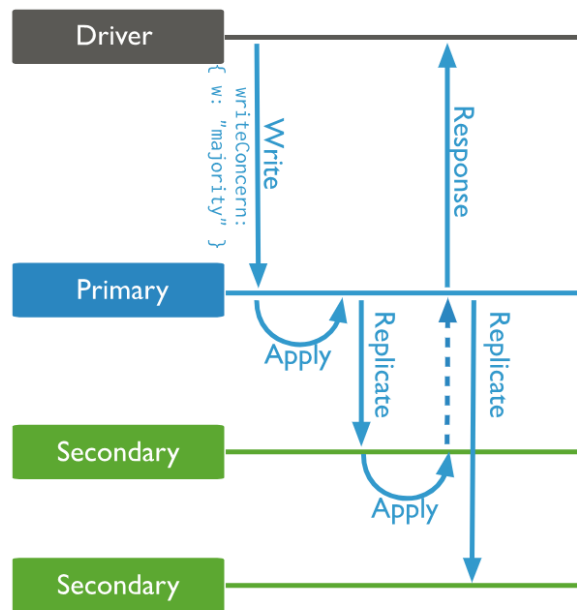 Driver
Write
writeConcern:
{ w: "majority" }
Response
Primary
Apply
Replicate
Replicate
Secondary
Apply
Secondary